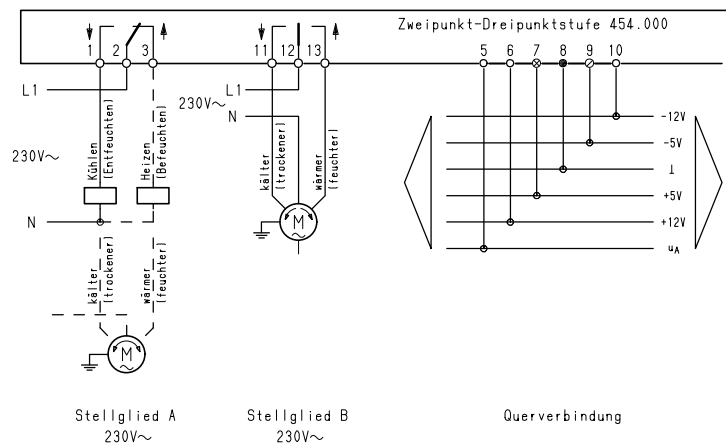 Zweipunkt-Dreipunktstufe 454.000
1 2 3
11 12 13
5 6 7 8 9 10
L1
230V~
Kühlen
(Entfeuchten)
Heizen
(Befeuchten)
N
kälter
(trockener)
wärmer
(feuchter)
M
~
L1
230V~
N
kälter
(trockener)
wärmer
(feuchter)
M
~
-12V
-5V
⊥
+5V
+12V
uA
Stellglied A
230V~
Stellglied B
230V~
Querverbindung